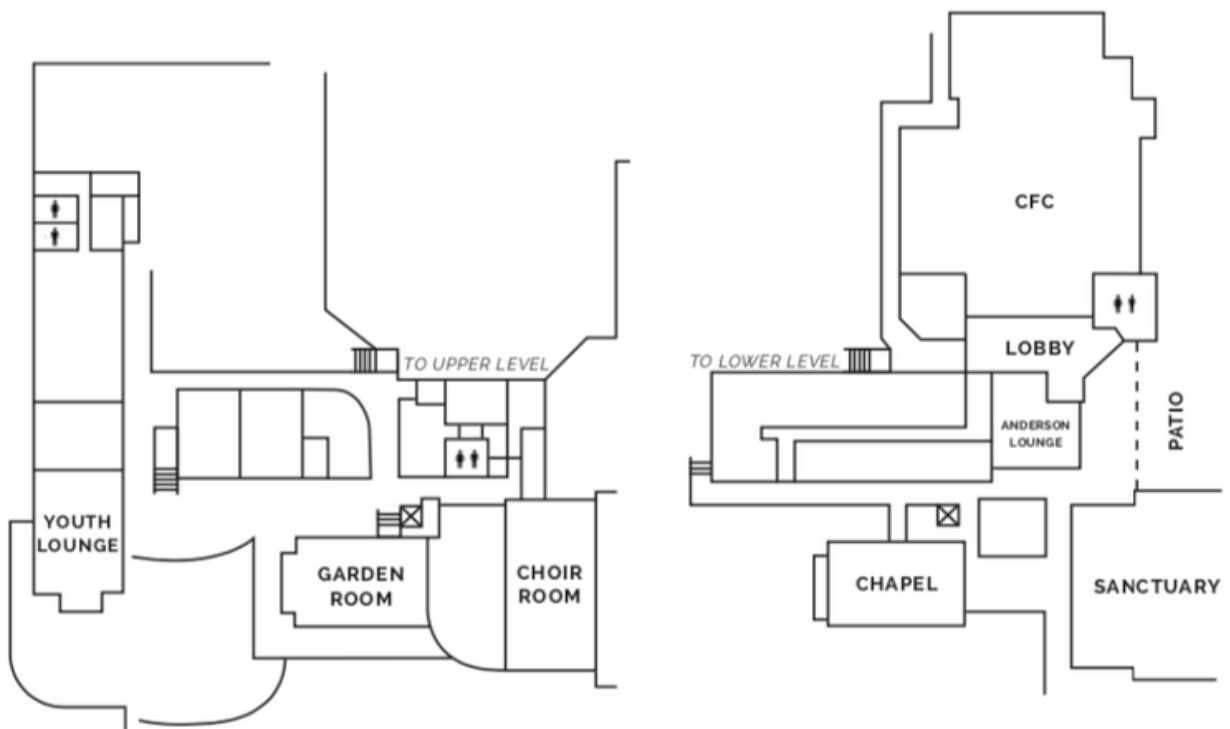 TO UPPER LEVEL
YOUTH
LOUNGE
GARDEN
ROOM
CHOIR
ROOM
CFC
LOBBY
TO LOWER LEVEL
ANDERSON
LOUNGE
PATIO
CHAPEL
SANCTUARY